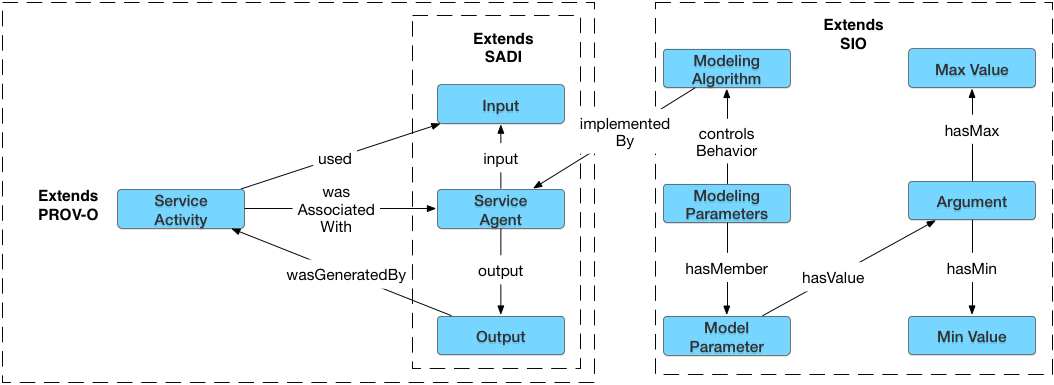 Extends
PROV-O
Service
Activity
used
was
Associated
With
wasGeneratedBy
Extends
SADI
Input
input
Service
Agent
output
Output
implemented
By
Extends
SIO
Modeling
Algorithm
controls
Behavior
Modeling
Parameters
hasMember
Model
Parameter
hasValue
Max Value
hasMax
Argument
hasMin
Min Value